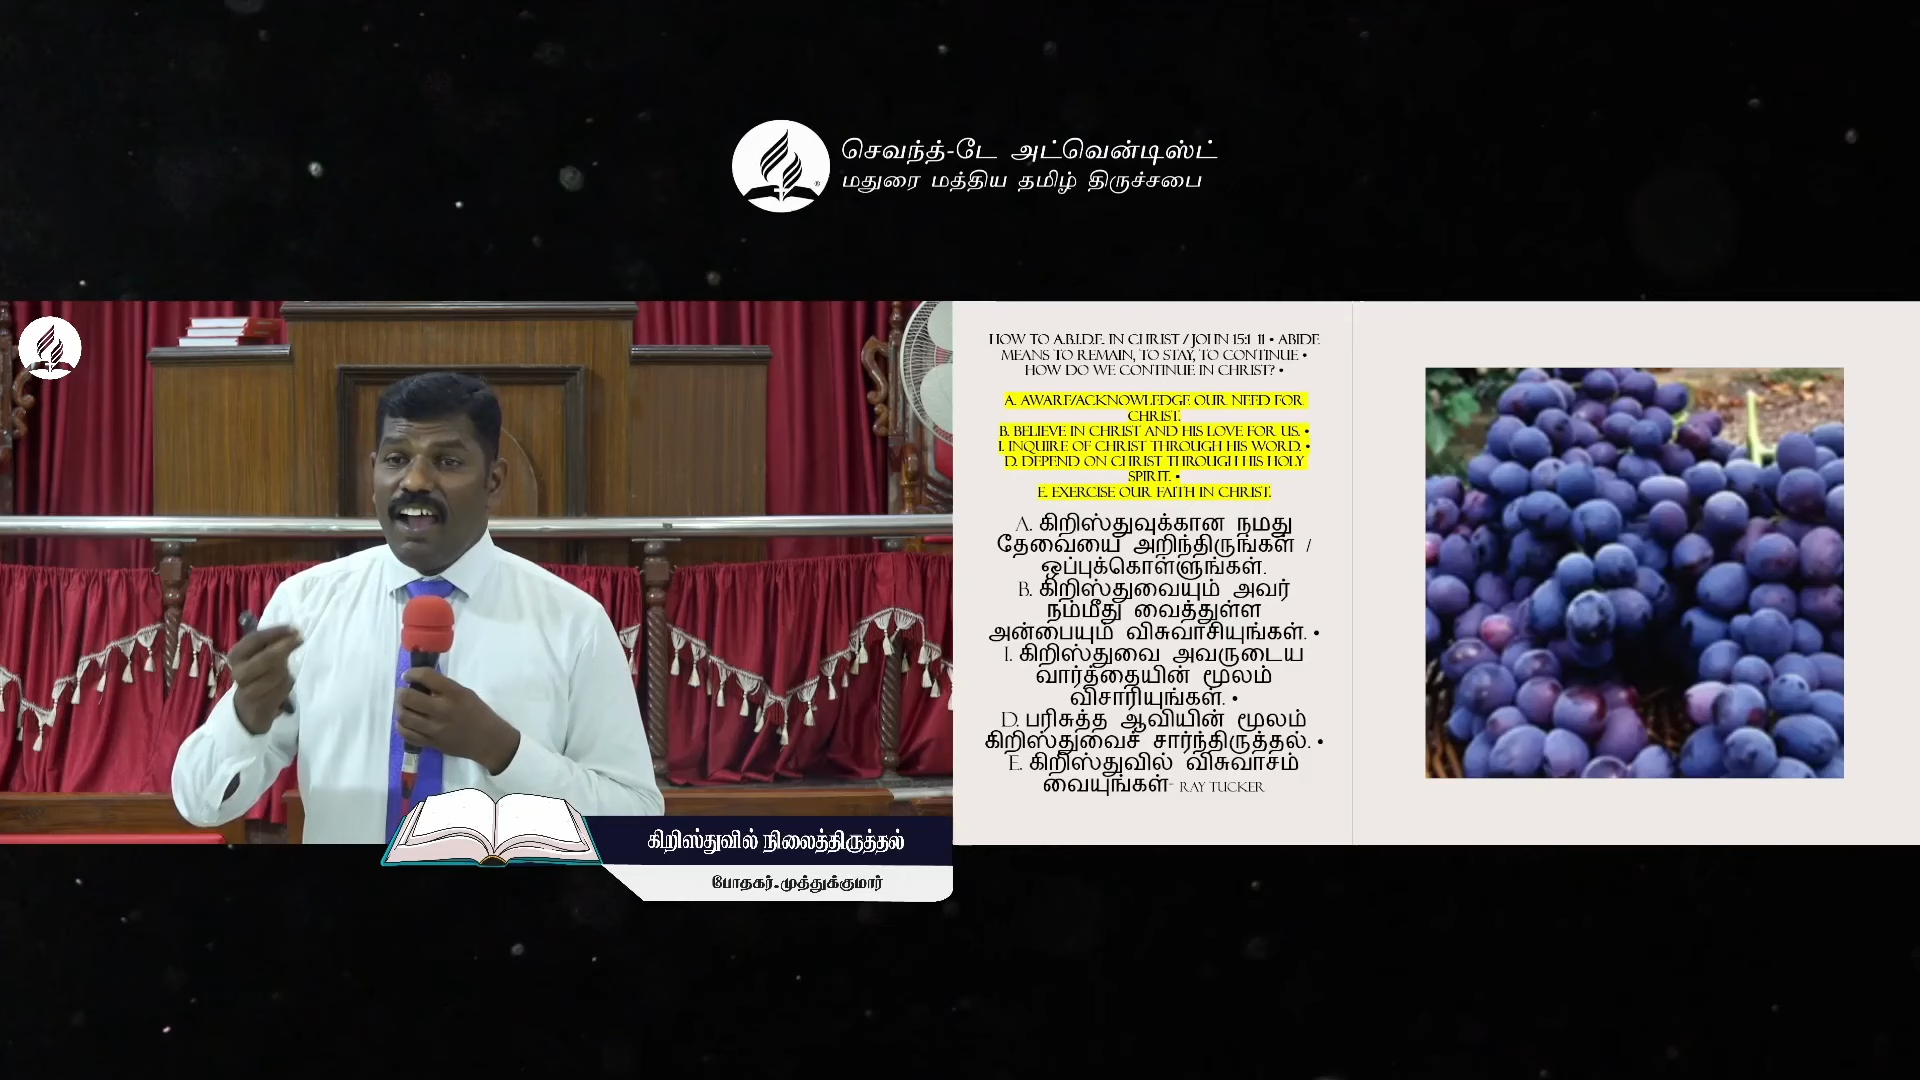 செவந்த்-டே அட்வென்டிஸ்ட்
மதுரை மத்திய தமிழ் திருச்சபை
HOW TO A.B.I.D.E. IN CHRIST / JOHN 15:1-11 • ABIDE
MEANS TO REMAIN, TO STAY, TO CONTINUE •
HOW DO WE CONTINUE IN CHRIST? •
A. AWARE/ACKNOWLEDGE OUR NEED FOR
CHRIST.
B. BELIEVE IN CHRIST AND HIS LOVE FOR US. •
I. INQUIRE OF CHRIST THROUGH HIS WORD. •
D. DEPEND ON CHRIST THROUGH HIS HOLY
SPIRIT. •
E. EXERCISE OUR FAITH IN CHRIST.
A. கிறிஸ்துவுக்கான நமது
தேவையை அறிந்திருங்கள் /
ஒப்புக்கொள்ளுங்கள்.
B. கிறிஸ்துவையும் அவர்
நம்மீது வைத்துள்ள
அன்பையும் விசுவாசியுங்கள். •
I. கிறிஸ்துவை அவருடைய
வார்த்தையின் மூலம்
விசாரியுங்கள். •
D. பரிசுத்த ஆவியின் மூலம்
கிறிஸ்துவைச் சார்ந்திருத்தல். •
E. கிறிஸ்துவில் விசுவாசம்
வையுங்கள்- RAY TUCKER
கிறிஸ்துவில் நிலைத்திருத்தல்
போதகர்.முத்துக்குமார்